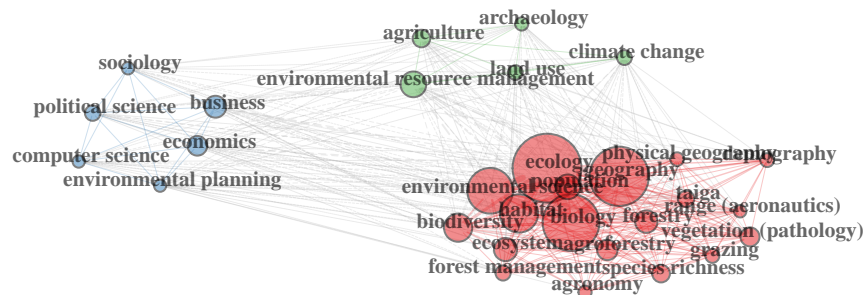 archaeology
agriculture
climate change
sociology
land use
environmental resource management
political science
business
economics
computer science
environmental planning
physical geography
demography
ecology
geography
environmental science
population
taiga
range (aeronautics)
habitat
biodiversity
biology
forestry
vegetation (pathology)
ecosystem
agroforestry
grazing
forest management
species richness
agronomy